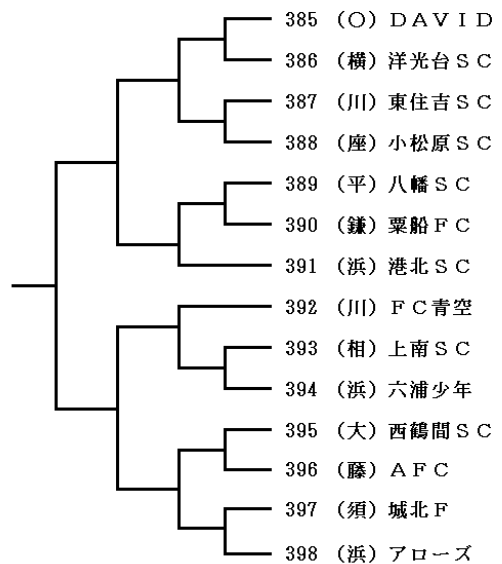 385 (○) DAVID
386 (横) 洋光台SC
387 (川) 東住吉SC
388 (座) 小松原SC
389 (平) 八幡SC
390 (鎌) 粟船FC
391 (浜) 港北SC
392 (川) FC青空
393 (相) 上南SC
394 (浜) 六浦少年
395 (大) 西鶴間SC
396 (藤) AFC
397 (須) 城北F
398 (浜) アローズ